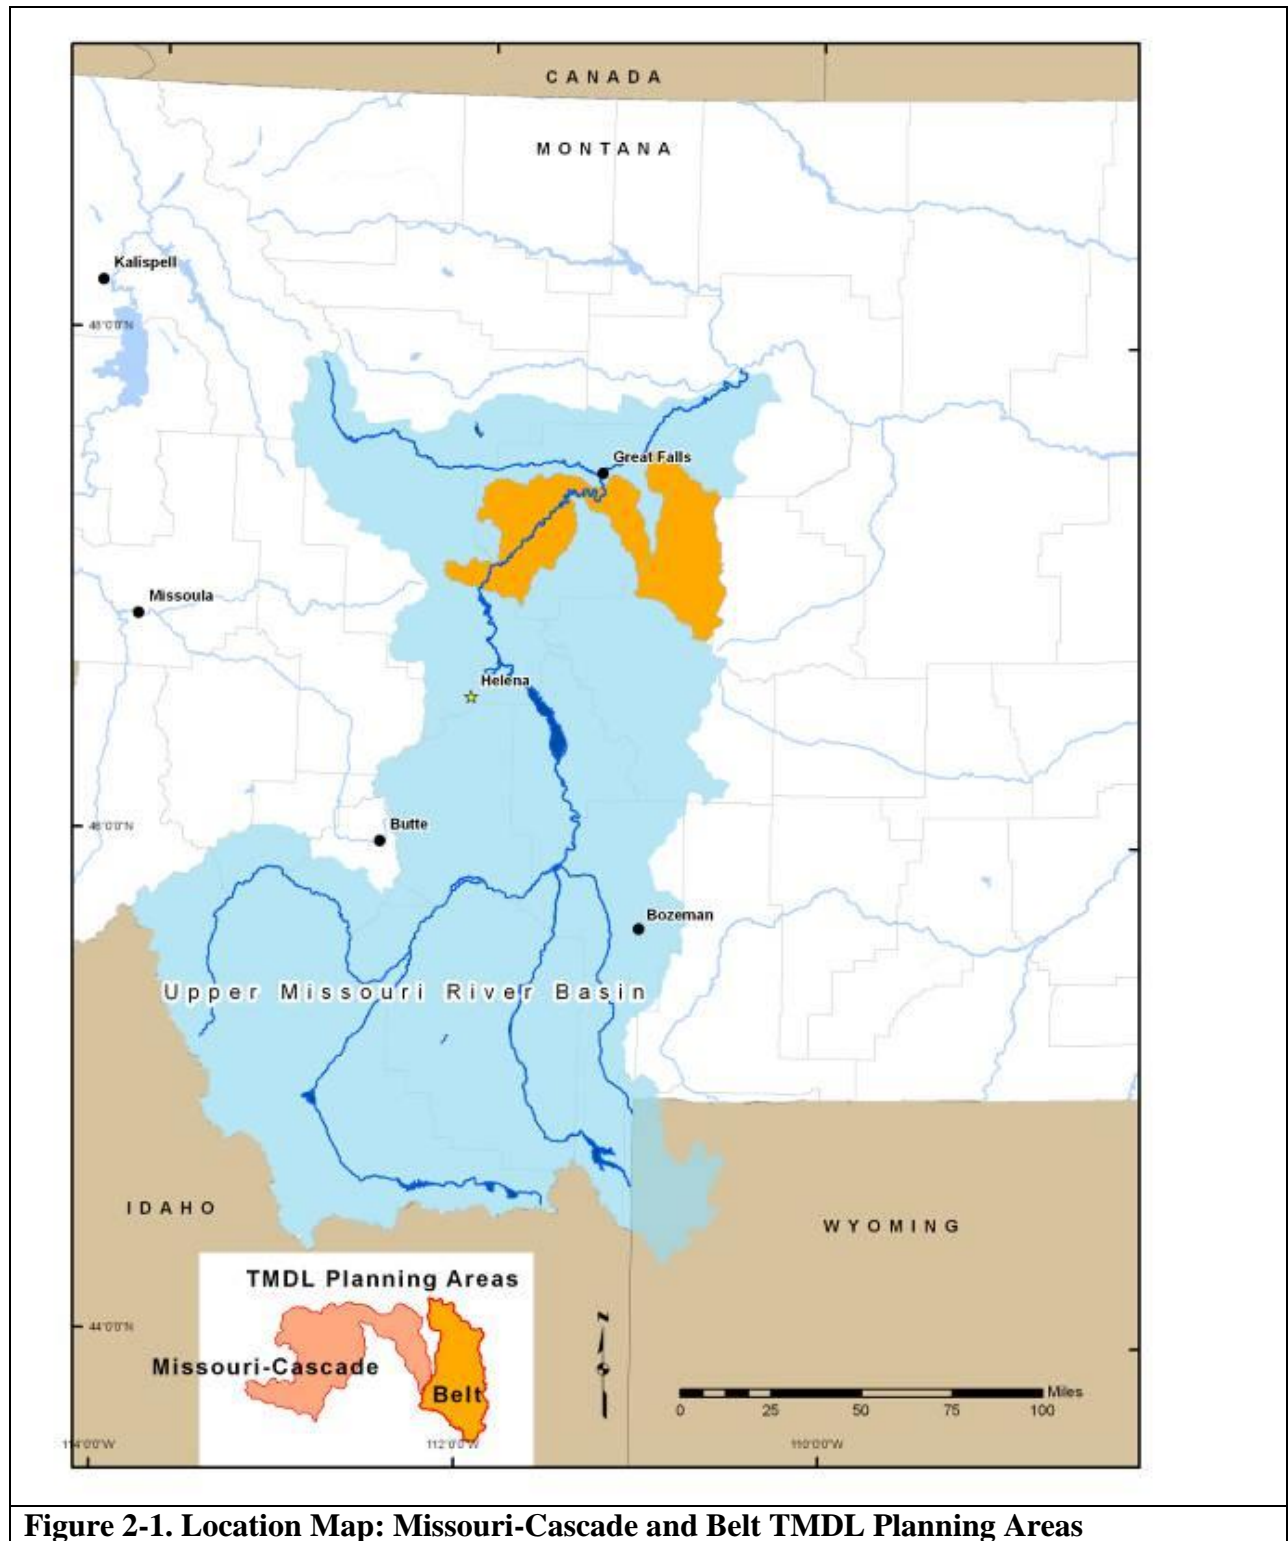 CANADA
MONTANA
Kalispell
48°0'0"N
Great Falls
Missoula
Helena
Butte
46°0'0"N
Bozeman
Upper Missouri River Basin
IDAHO
WYOMING
TMDL Planning Areas
N
44°0'0"N
Missouri-Cascade
Belt
Miles
0 25 50 75 100
114°0'0"W 112°0'0"W 110°0'0"W
Figure 2-1. Location Map: Missouri-Cascade and Belt TMDL Planning Areas